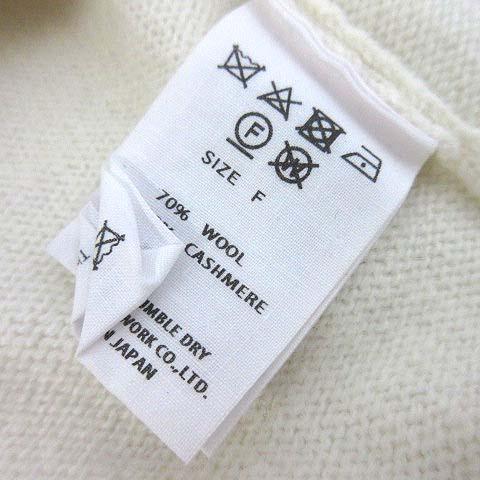 F
W
SIZE F
70% WOOL
% CASHMERE
UMBLE DRY
WORK CO.,LTD.
N JAPAN